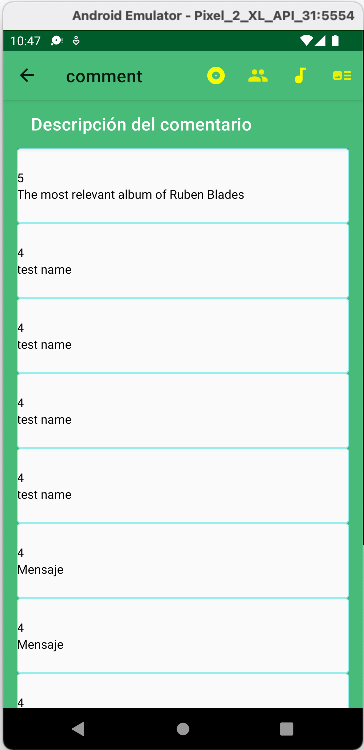 Android Emulator - Pixel_2_XL_API_31:5554
10:47
comment
Descripción del comentario
5
The most relevant album of Ruben Blades
4
test name
4
test name
4
test name
4
test name
4
Mensaje
4
Mensaje
4